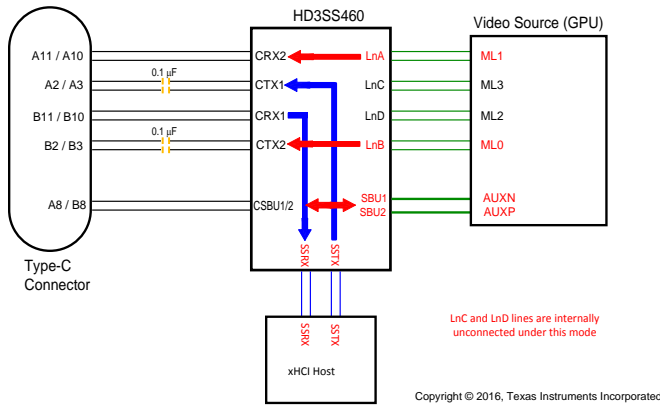 HD3SS460
Video Source (GPU)
A11 / A10
CRX2
LnA
ML1
0.1 µF
A2 / A3
CTX1
LnC
ML3
B11 / B10
CRX1
LnD
ML2
0.1 µF
B2 / B3
CTX2
LnB
ML0
A8 / B8
CSBU1/2
SBU1
SBU2
AUXN
AUXP
SSRX
SSTX
Type-C
Connector
SSRX
SSTX
xHCI Host
LnC and LnD lines are internally
unconnected under this mode
Copyright © 2016, Texas Instruments Incorporated